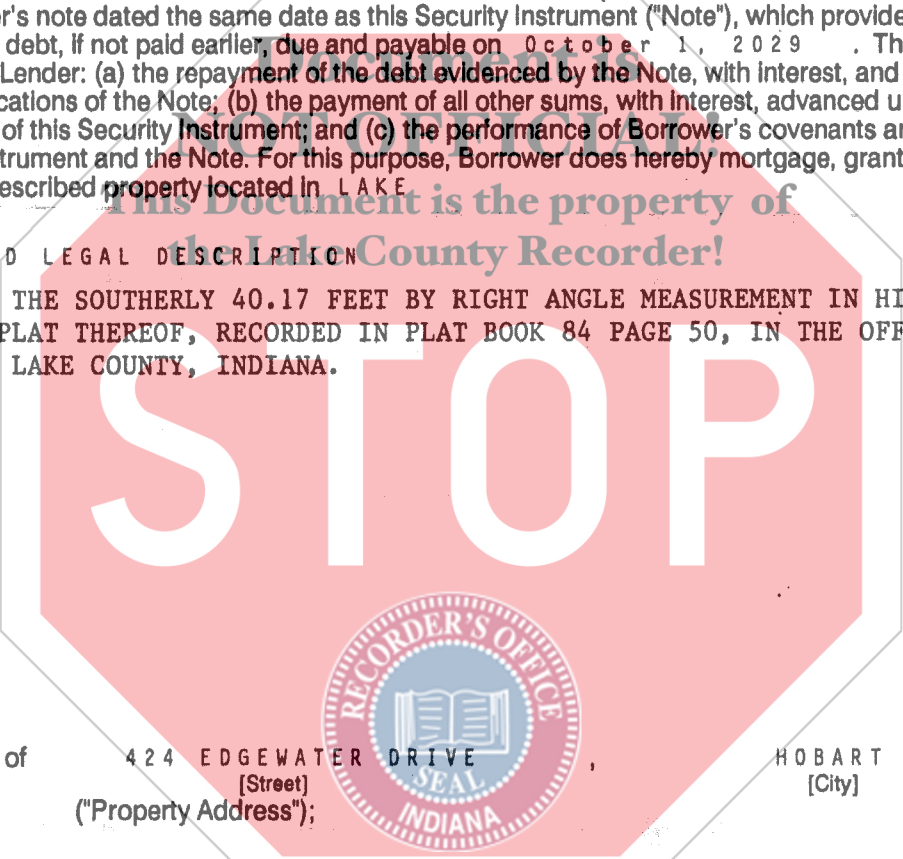 r's note dated the same date as this Security Instrument ("Note"), which provide
debt, if not paid earlier, due and payable on October 1, 2029 . Th
Document is
Lender: (a) the repayment of the debt evidenced by the Note, with interest, and
cations of the Note; (b) the payment of all other sums, with interest, advanced u
of this Security Instrument; and (c) the performance of Borrower's covenants a
NOT OFFICIAL!
trument and the Note. For this purpose, Borrower does hereby mortgage, grant
escribed property located in LAKE
This Document is the property of
D LEGAL DESCRIPTION
the Lake County Recorder!
THE SOUTHERLY 40.17 FEET BY RIGHT ANGLE MEASUREMENT IN HI
PLAT THEREOF, RECORDED IN PLAT BOOK 84 PAGE 50, IN THE OFF
LAKE COUNTY, INDIANA.
STOP
RECORDER'S OFFICE
SEAL
INDIANA
of 424 EDGEWATER DRIVE , HOBART
[Street] [City]
("Property Address");